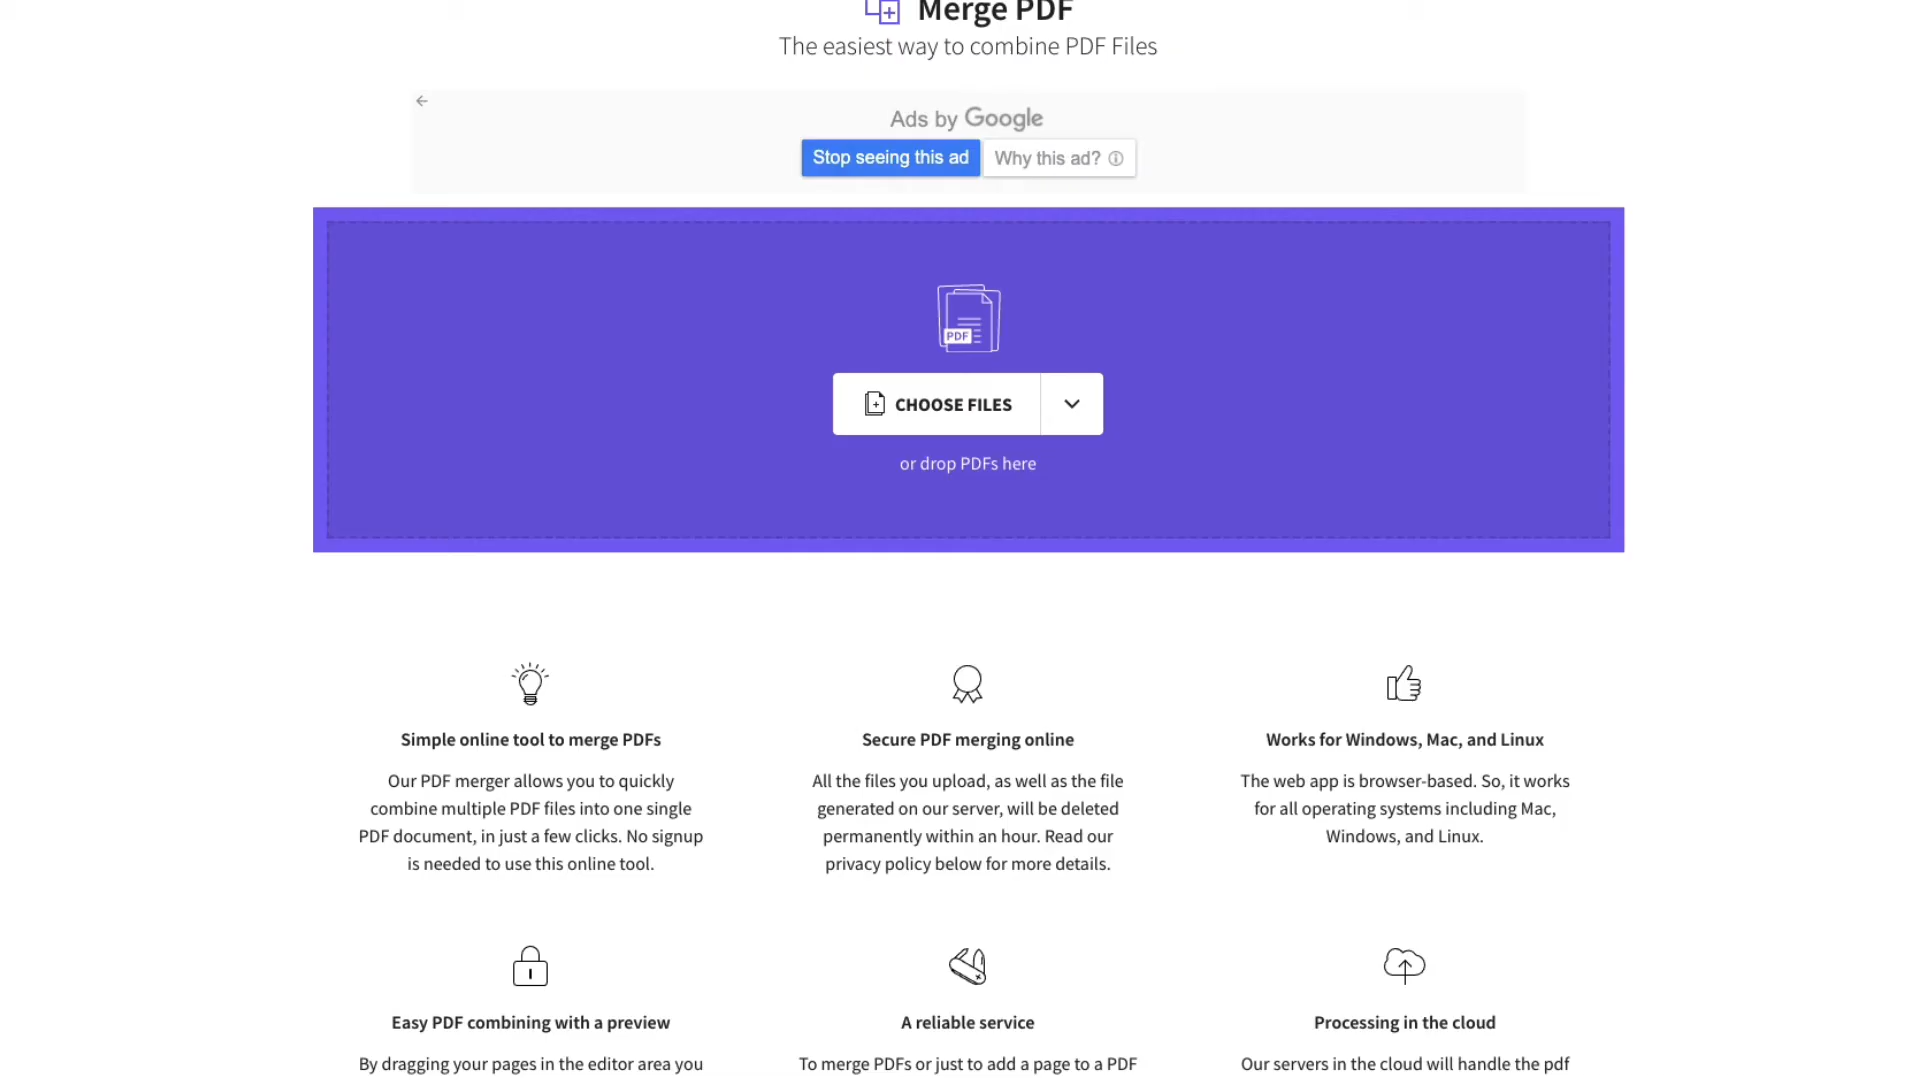 Merge PDF
The easiest way to combine PDF Files
Ads by Google
Stop seeing this ad
Why this ad?
PDF
CHOOSE FILES
or drop PDFs here
Simple online tool to merge PDFs
Our PDF merger allows you to quickly
combine multiple PDF files into one single
PDF document, in just a few clicks. No signup
is needed to use this online tool.
Secure PDF merging online
All the files you upload, as well as the file
generated on our server, will be deleted
permanently within an hour. Read our
privacy policy below for more details.
Works for Windows, Mac, and Linux
The web app is browser-based. So, it works
for all operating systems including Mac,
Windows, and Linux.
Easy PDF combining with a preview
By dragging your pages in the editor area you
A reliable service
To merge PDFs or just to add a page to a PDF
Processing in the cloud
Our servers in the cloud will handle the pdf